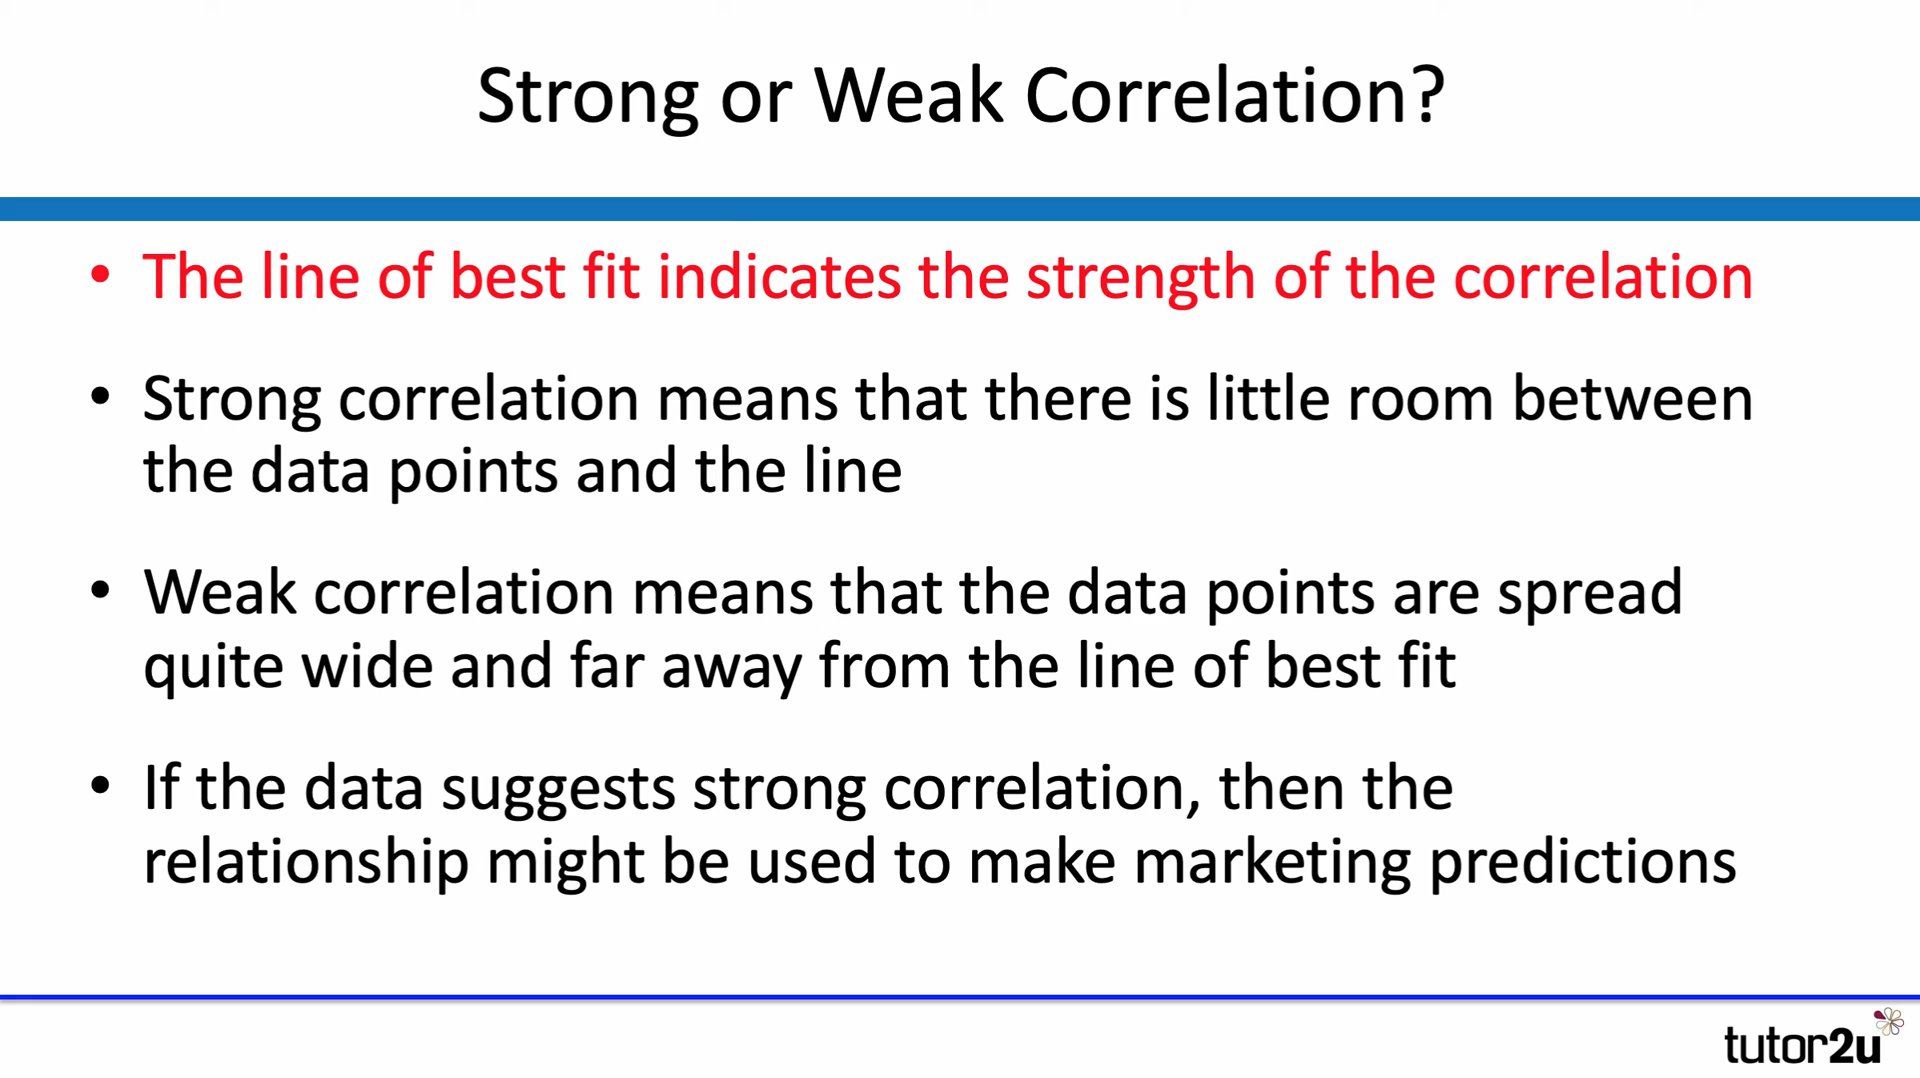 Strong or Weak Correlation?
• The line of best fit indicates the strength of the correlation
• Strong correlation means that there is little room between
the data points and the line
• Weak correlation means that the data points are spread
quite wide and far away from the line of best fit
• If the data suggests strong correlation, then the
relationship might be used to make marketing predictions
tutor2u